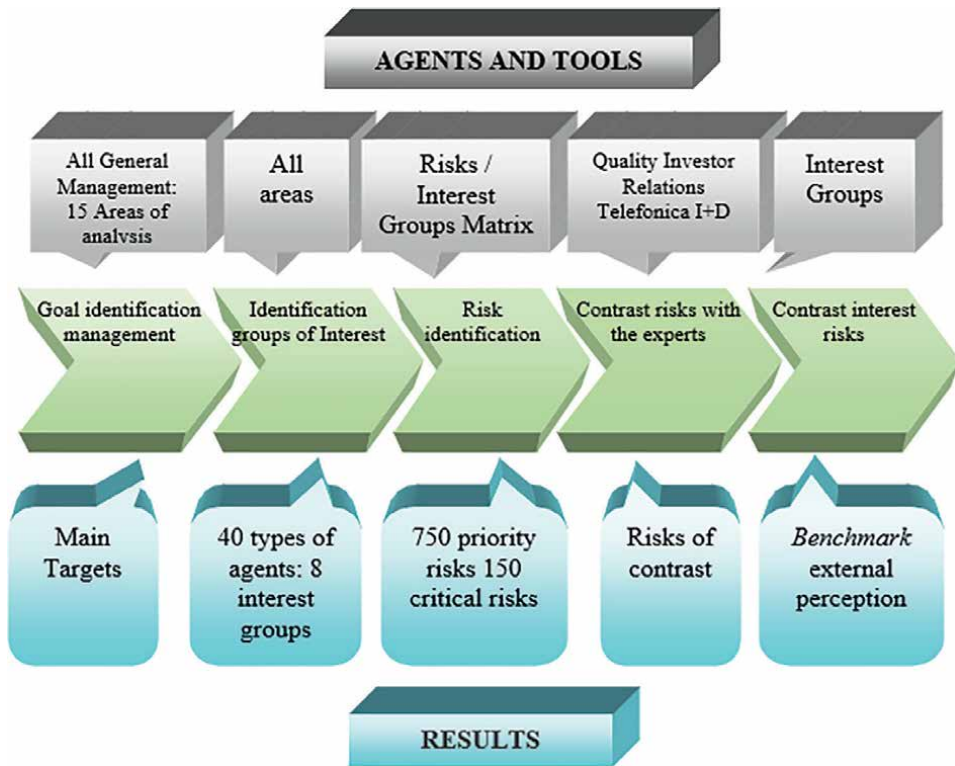 AGENTS AND TOOLS
All General
Management:
15 Areas of
analysis
All
areas
Risks /
Interest
Groups Matrix
Quality Investor
Relations
Telefonica I+D
Interest
Groups
Goal identification
management
Identification
groups of Interest
Risk
identification
Contrast risks with
the experts
Contrast interest
risks
Main
Targets
40 types of
agents: 8
interest
groups
750 priority
risks 150
critical risks
Risks of
contrast
Benchmark
external
perception
RESULTS